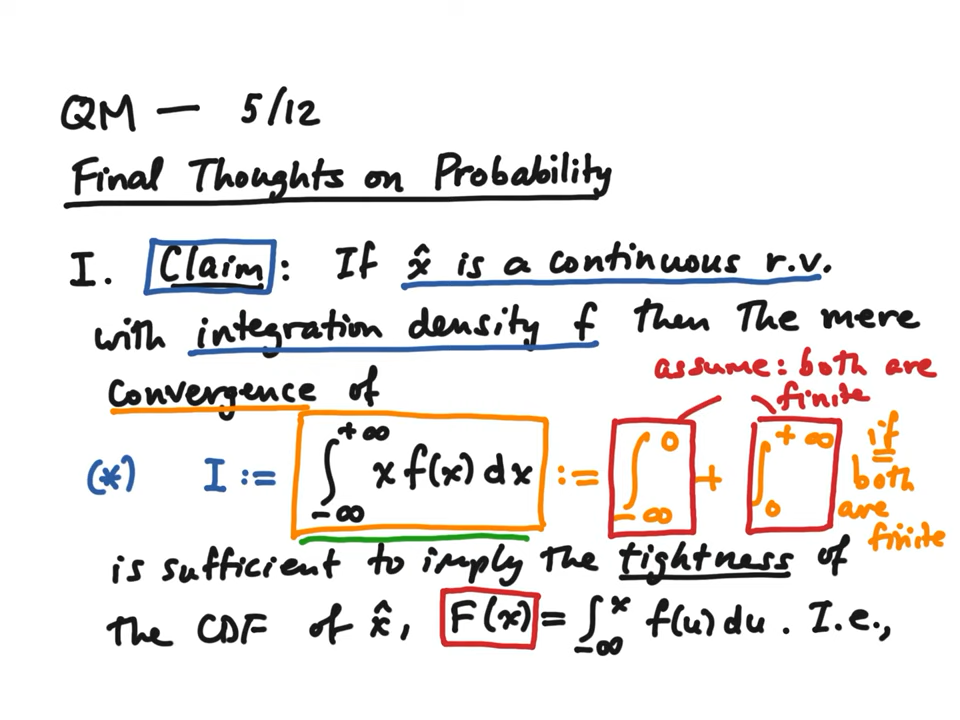 QM — 5/12
Final Thoughts on Probability
I. Claim: If x̂ is a continuous r.v.
with integration density f then the mere
convergence of
assume: both are
finite
(*) I := ∫_{-∞}^{+∞} x f(x) dx := ∫_{-∞}^{0} + ∫_{0}^{+∞}
if
both
are
finite
is sufficient to imply the tightness of
the CDF of x̂, F(x) = ∫_{-∞}^{x} f(u) du. I.e.,